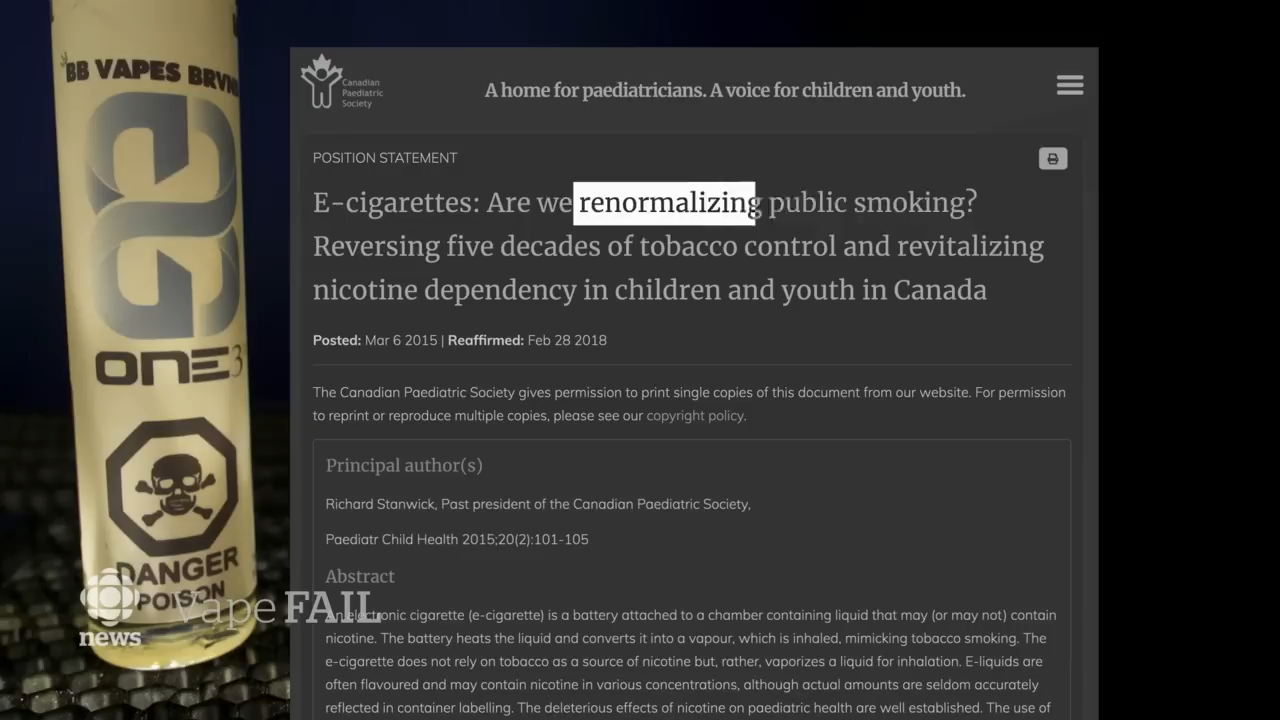 BB VAPES
ONE3
DANGER
POISON
news
Vape FAIL
Canadian
Paediatric
Society
A home for paediatricians. A voice for children and youth.
POSITION STATEMENT
E-cigarettes: Are we renormalizing public smoking?
Reversing five decades of tobacco control and revitalizing
nicotine dependency in children and youth in Canada
Posted: Mar 6 2015 | Reaffirmed: Feb 28 2018
The Canadian Paediatric Society gives permission to print single copies of this document from our website. For permission
to reprint or reproduce multiple copies, please see our copyright policy.
Principal author(s)
Richard Stanwick, Past president of the Canadian Paediatric Society,
Paediatr Child Health 2015;20(2):101-105
Abstract
An electronic cigarette (e-cigarette) is a battery attached to a chamber containing liquid that may (or may not) contain
nicotine. The battery heats the liquid and converts it into a vapour, which is inhaled, mimicking tobacco smoking. The
e-cigarette does not rely on tobacco as a source of nicotine but, rather, vaporizes a liquid for inhalation. E-liquids are
often flavoured and may contain nicotine in various concentrations, although actual amounts are seldom accurately
reflected in container labelling. The deleterious effects of nicotine on paediatric health are well established. The use of